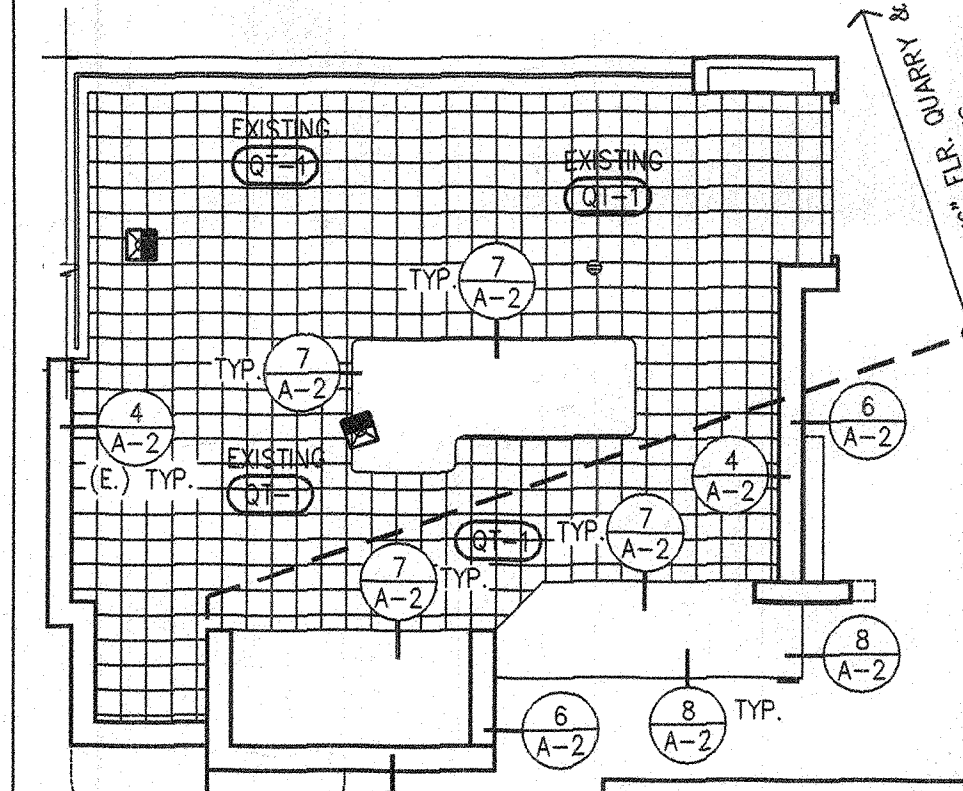 &
FLR. QUARRY
EXISTING
QT-1
EXISTING
QT-1
TYP.
7
A-2
TYP.
7
A-2
4
A-2
(E.) TYP.
EXISTING
QT-
6
A-2
4
A-2
QT-1
TYP.
7
A-2
7
A-2
TYP.
8
A-2
6
A-2
8
A-2
TYP.